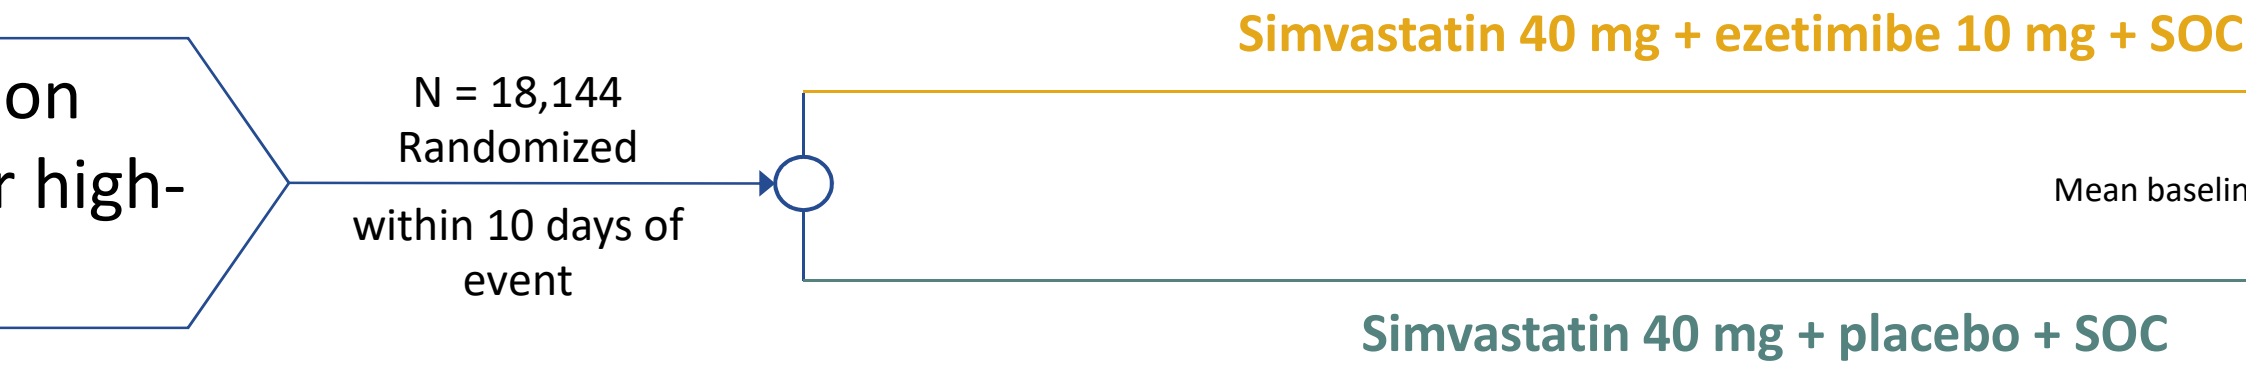 on
high-
N = 18,144
Randomized
within 10 days of
event
Simvastatin 40 mg + ezetimibe 10 mg + SOC
Mean
Simvastatin 40 mg + placebo + SOC